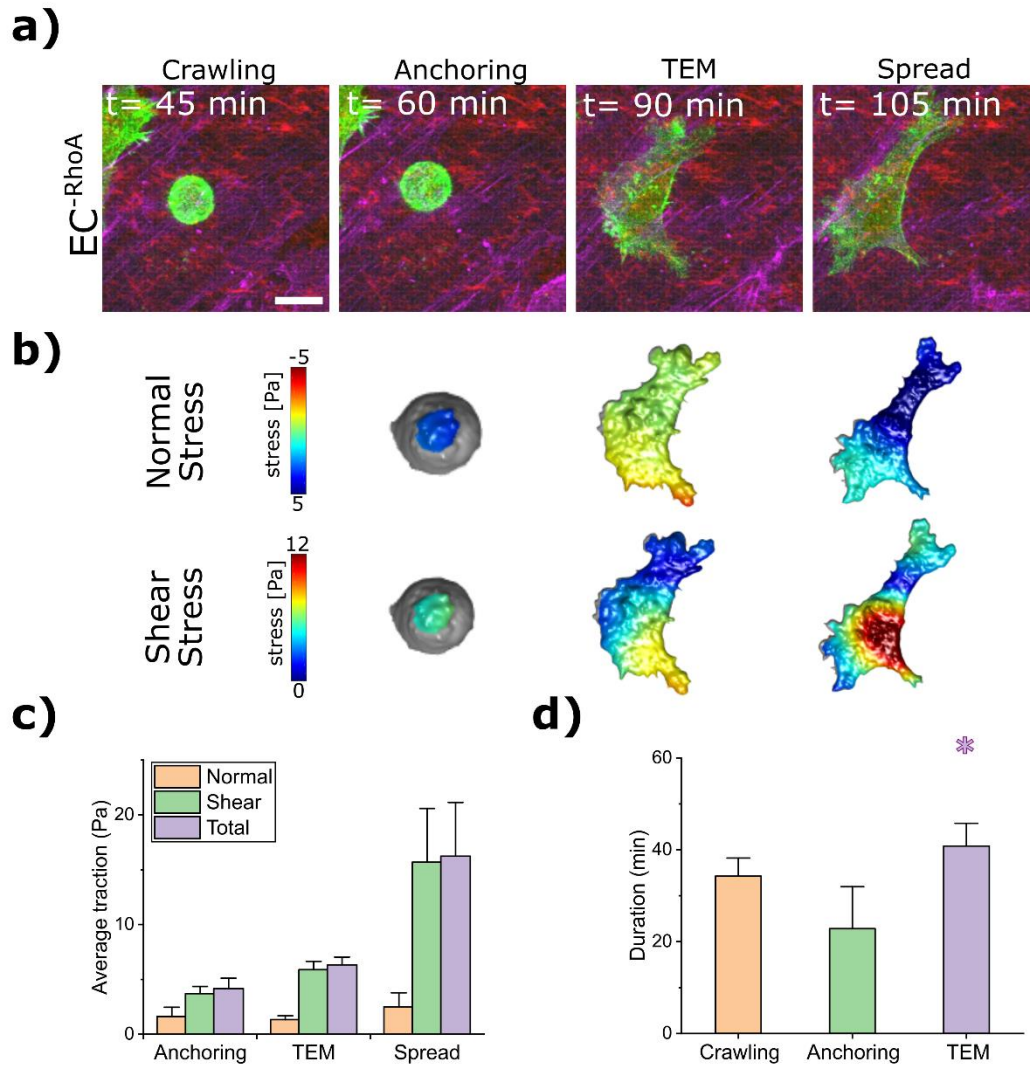 a)
Crawling
Anchoring
TEM
Spread
t= 45 min
t= 60 min
t= 90 min
t= 105 min
EC-RhoA
b)
Normal
Stress
stress [Pa]
-5
5
Shear
Stress
stress [Pa]
12
0
c)
Average traction (Pa)
20
10
0
Normal
Shear
Total
Anchoring
TEM
Spread
d)
Duration (min)
60
40
20
0
*
Crawling
Anchoring
TEM